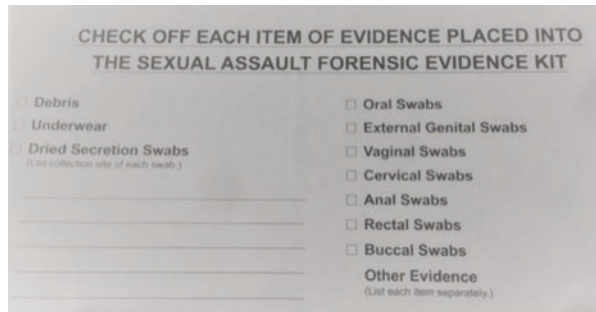 CHECK OFF EACH ITEM OF EVIDENCE PLACED INTO
THE SEXUAL ASSAULT FORENSIC EVIDENCE KIT
Debris
Underwear
Dried Secretion Swabs
(List collection site of each swab.)
Oral Swabs
External Genital Swabs
Vaginal Swabs
Cervical Swabs
Anal Swabs
Rectal Swabs
Buccal Swabs
Other Evidence
(List each item separately.)